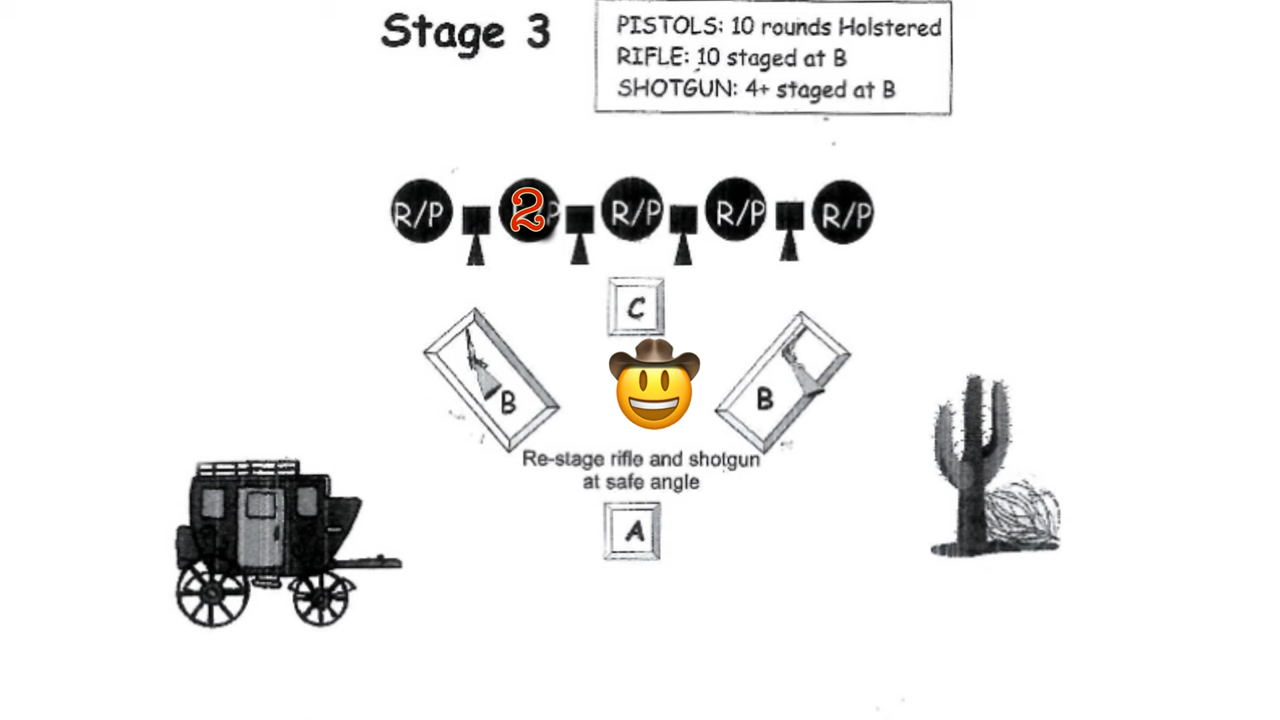 Stage 3
PISTOLS: 10 rounds Holstered
RIFLE: 10 staged at B
SHOTGUN: 4+ staged at B
R/P 2 R/P R/P R/P
C
B
B
Re-stage rifle and shotgun
at safe angle
A